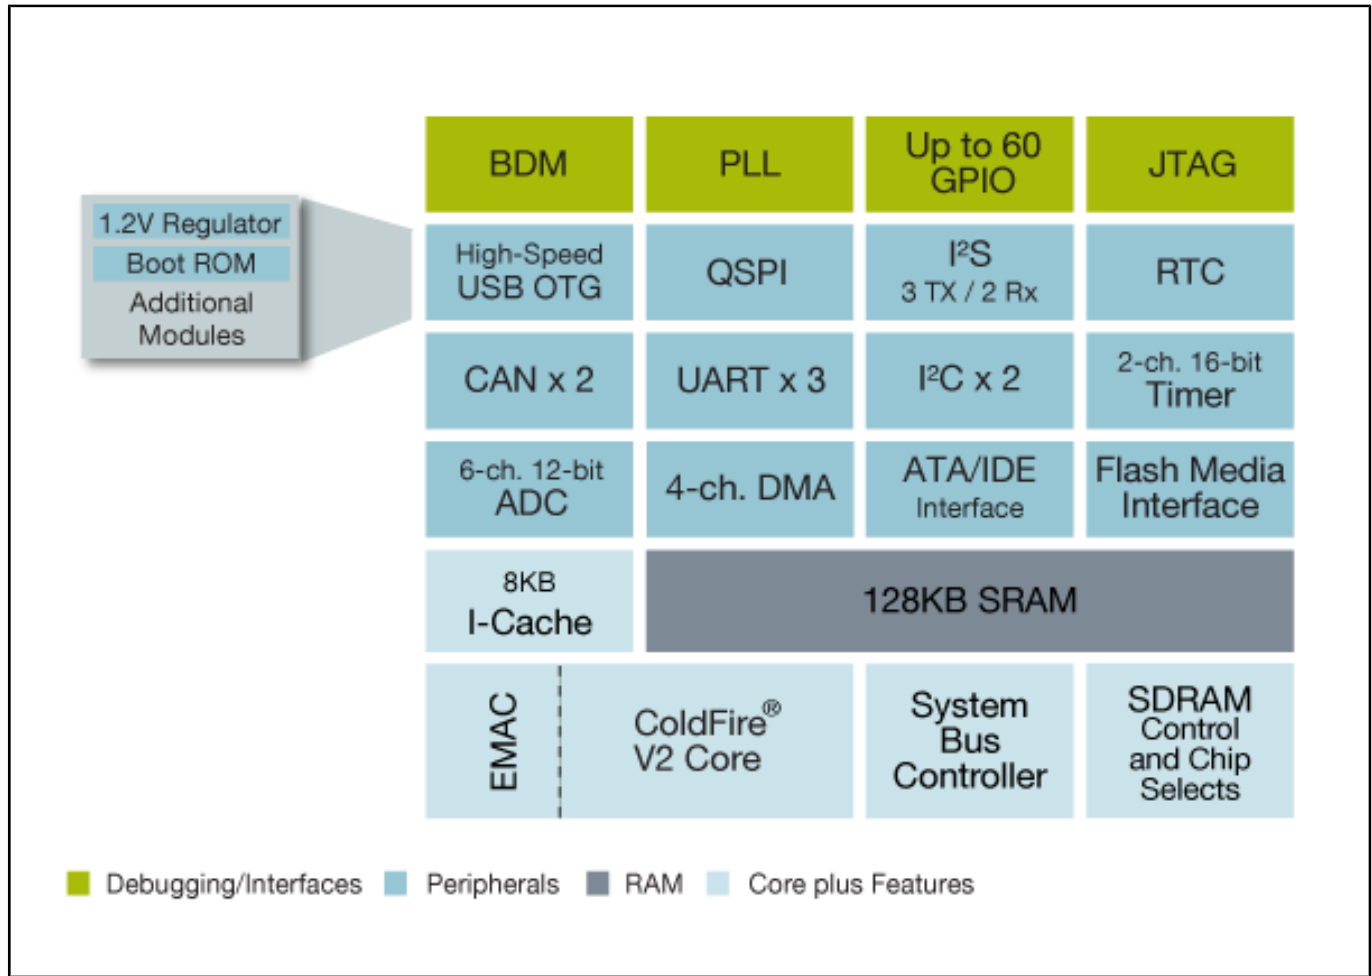 BDM
PLL
Up to 60
GPIO
JTAG
1.2V Regulator
Boot ROM
Additional
Modules
High-Speed
USB OTG
QSPI
I²S
3 TX / 2 Rx
RTC
CAN x 2
UART x 3
I²C x 2
2-ch. 16-bit
Timer
6-ch. 12-bit
ADC
4-ch. DMA
ATA/IDE
Interface
Flash Media
Interface
8KB
I-Cache
128KB SRAM
EMAC
ColdFire®
V2 Core
System
Bus
Controller
SDRAM
Control
and Chip
Selects
Debugging/Interfaces
Peripherals
RAM
Core plus Features